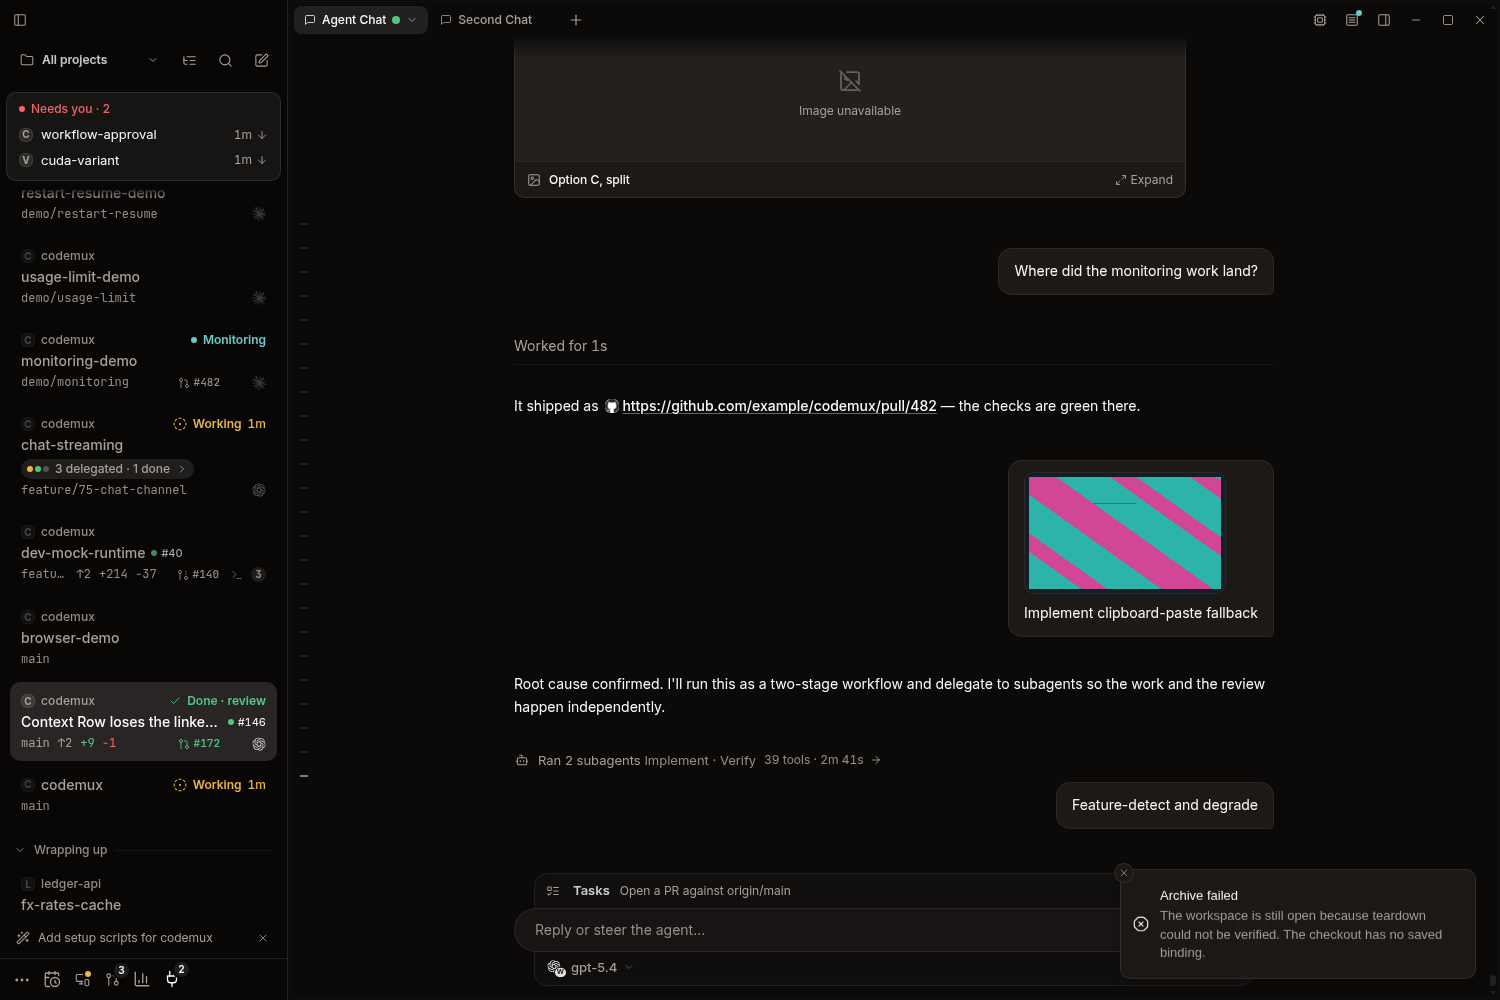 Agent Chat
Second Chat
All projects
Needs you · 2
C workflow-approval 1m
V cuda-variant 1m
restart-resume-demo
demo/restart-resume
C codemux
usage-limit-demo
demo/usage-limit
C codemux Monitoring
monitoring-demo
demo/monitoring #482
C codemux Working 1m
chat-streaming
3 delegated · 1 done
feature/75-chat-channel
C codemux
dev-mock-runtime #40
featu… ↑2 +214 -37 #140 3
C codemux
browser-demo
main
C codemux Done · review
Context Row loses the linke... #146
main ↑2 +9 -1 #172
C codemux Working 1m
main
Wrapping up
L ledger-api
fx-rates-cache
Add setup scripts for codemux
3 2
Image unavailable
Option C, split Expand
Where did the monitoring work land?
Worked for 1s
It shipped as https://github.com/example/codemux/pull/482 — the checks are green there.
Implement clipboard-paste fallback
Root cause confirmed. I'll run this as a two-stage workflow and delegate to subagents so the work and the review
happen independently.
Ran 2 subagents Implement · Verify 39 tools · 2m 41s →
Feature-detect and degrade
Tasks Open a PR against origin/main
Reply or steer the agent...
gpt-5.4
Archive failed
The workspace is still open because teardown
could not be verified. The checkout has no saved
binding.